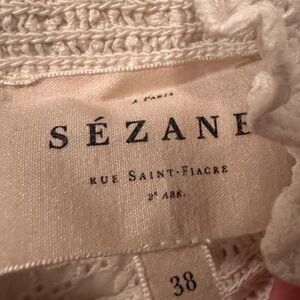 A PARIS
SÉZANE
RUE SAINT-FIACRE
2ᵉ ARR.
38